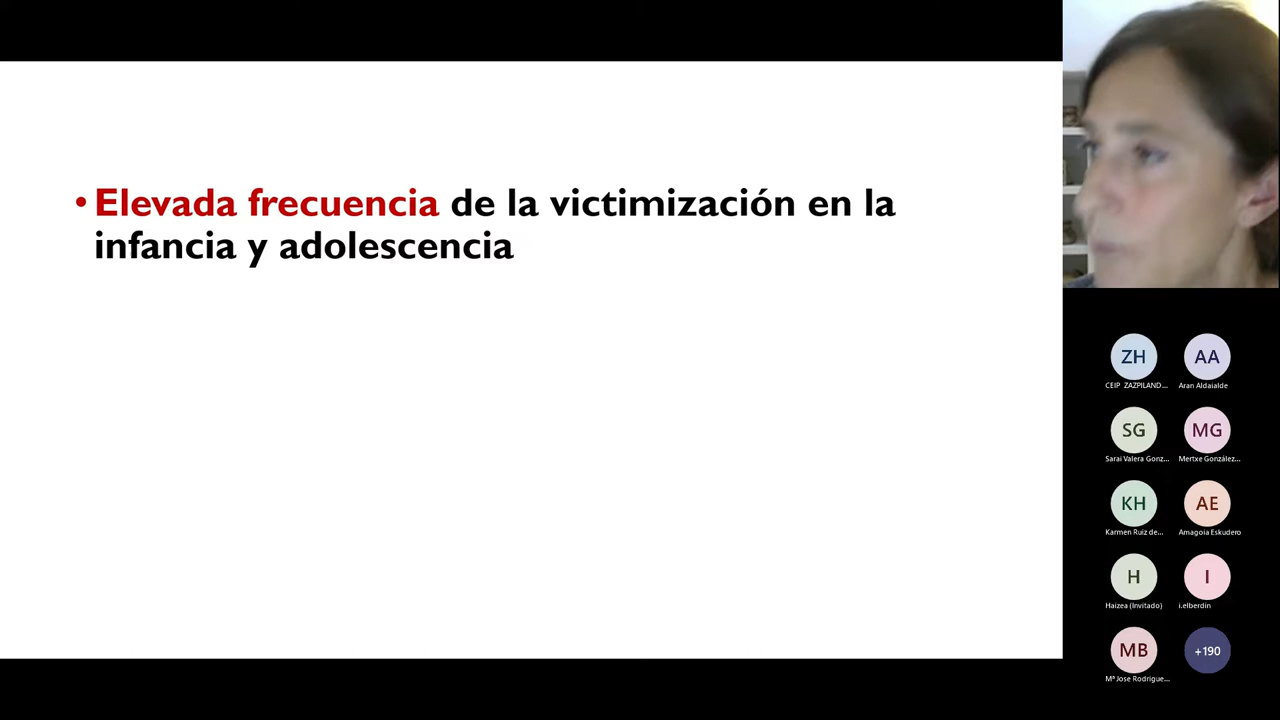 • Elevada frecuencia de la victimización en la
infancia y adolescencia
ZH
AA
CEIP ZAZPILAND...
Aran Aldaialde
SG
MG
Sarai Valera Gonz...
Mertxe González...
KH
AE
Karmen Ruiz de...
Amagoia Eskudero
H
I
Haizea (Invitado)
i.elberdin
MB
+190
Mª Jose Rodrigue...